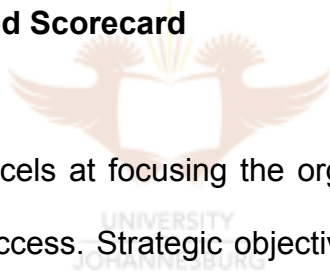 d Scorecard
cels at focusing the org
UNIVERSITY
ccess. Strategic objectiv
JOHANNESBURG